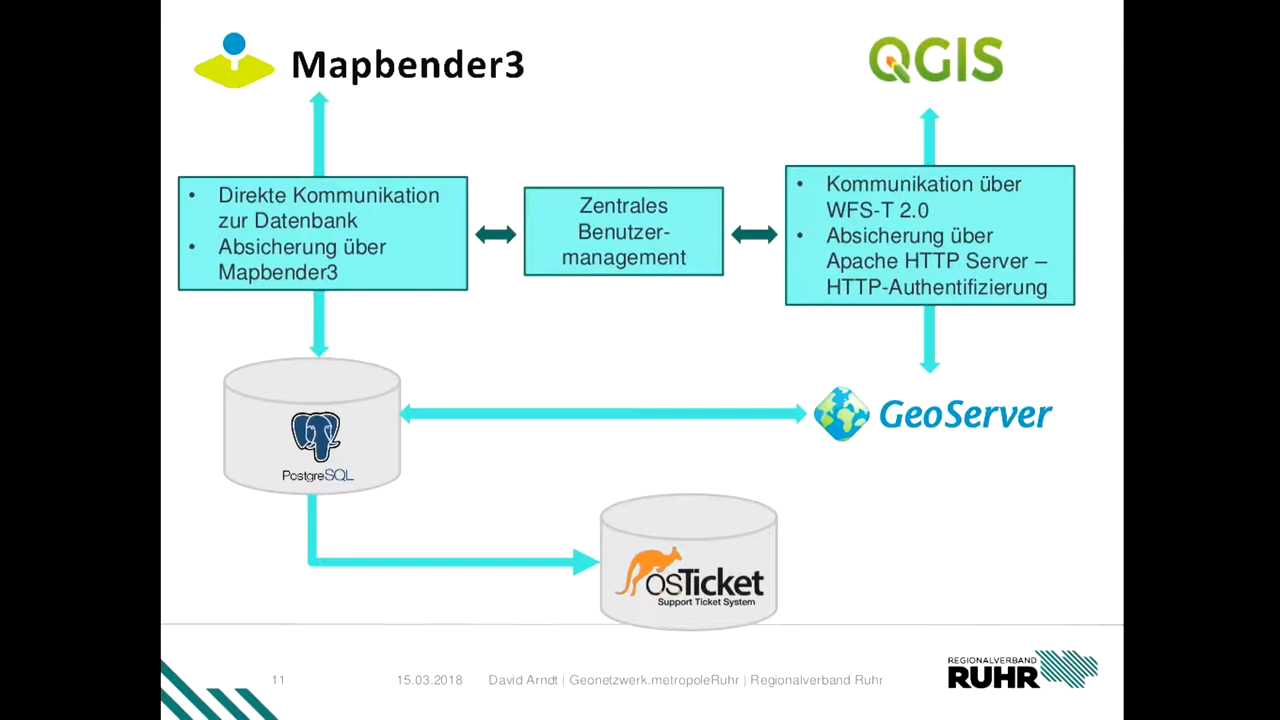 Mapbender3
QGIS
• Direkte Kommunikation
zur Datenbank
• Absicherung über
Mapbender3
Zentrales
Benutzer-
management
• Kommunikation über
WFS-T 2.0
• Absicherung über
Apache HTTP Server –
HTTP-Authentifizierung
PostgreSQL
GeoServer
osTicket
Support Ticket System
11
15.03.2018
David Arndt | Geonetzwerk.metropoleRuhr | Regionalverband Ruhr
REGIONALVERBAND
RUHR